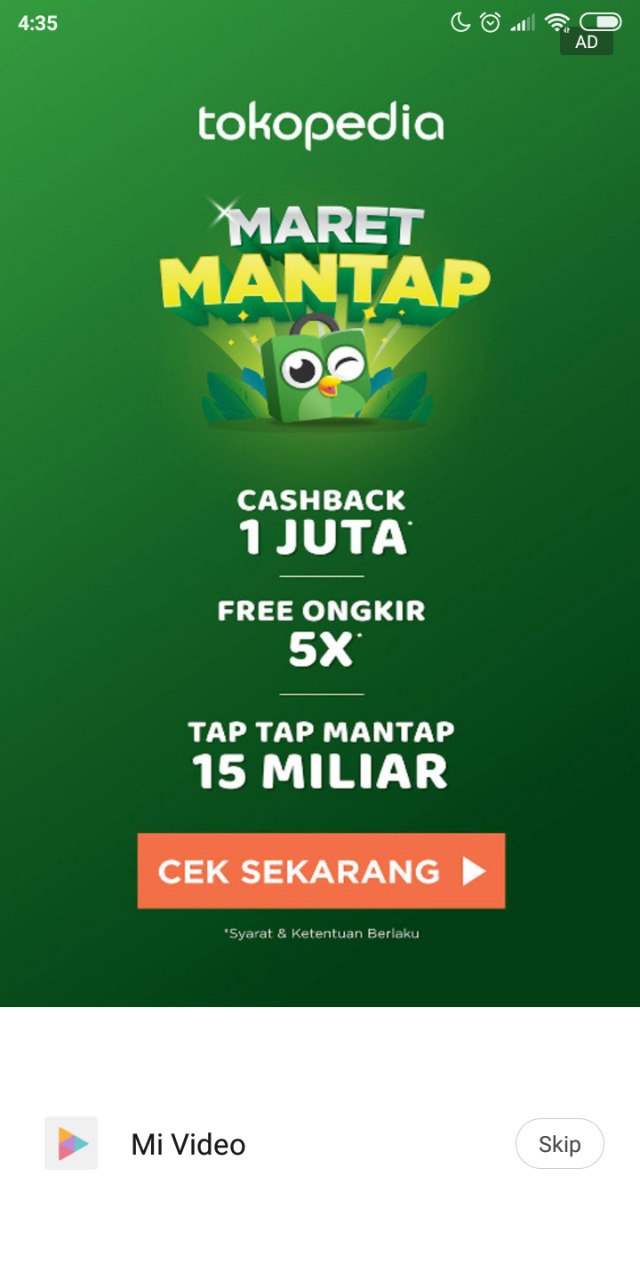 4:35
AD
tokopedia
MARET
MANTAP
CASHBACK
1 JUTA*
FREE ONGKIR
5X*
TAP TAP MANTAP
15 MILIAR
CEK SEKARANG
*Syarat & Ketentuan Berlaku
Mi Video
Skip